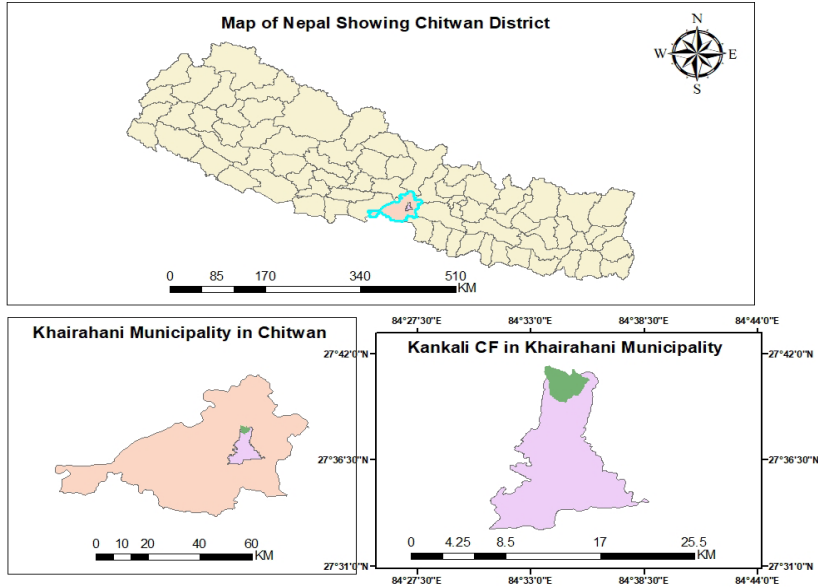 Map of Nepal Showing Chitwan District
N
W E
S
0 85 170 340 510
KM
84°27'30"E 84°33'0"E 84°38'30"E 84°44'0"E
Khairahani Municipality in Chitwan
27°42'0"N
Kankali CF in Khairahani Municipality
27°42'0"N
27°36'30"N
27°36'30"N
0 10 20 40 60
KM
0 4.25 8.5 17 25.5
KM
27°31'0"N
27°31'0"N
84°27'30"E 84°33'0"E 84°38'30"E 84°44'0"E